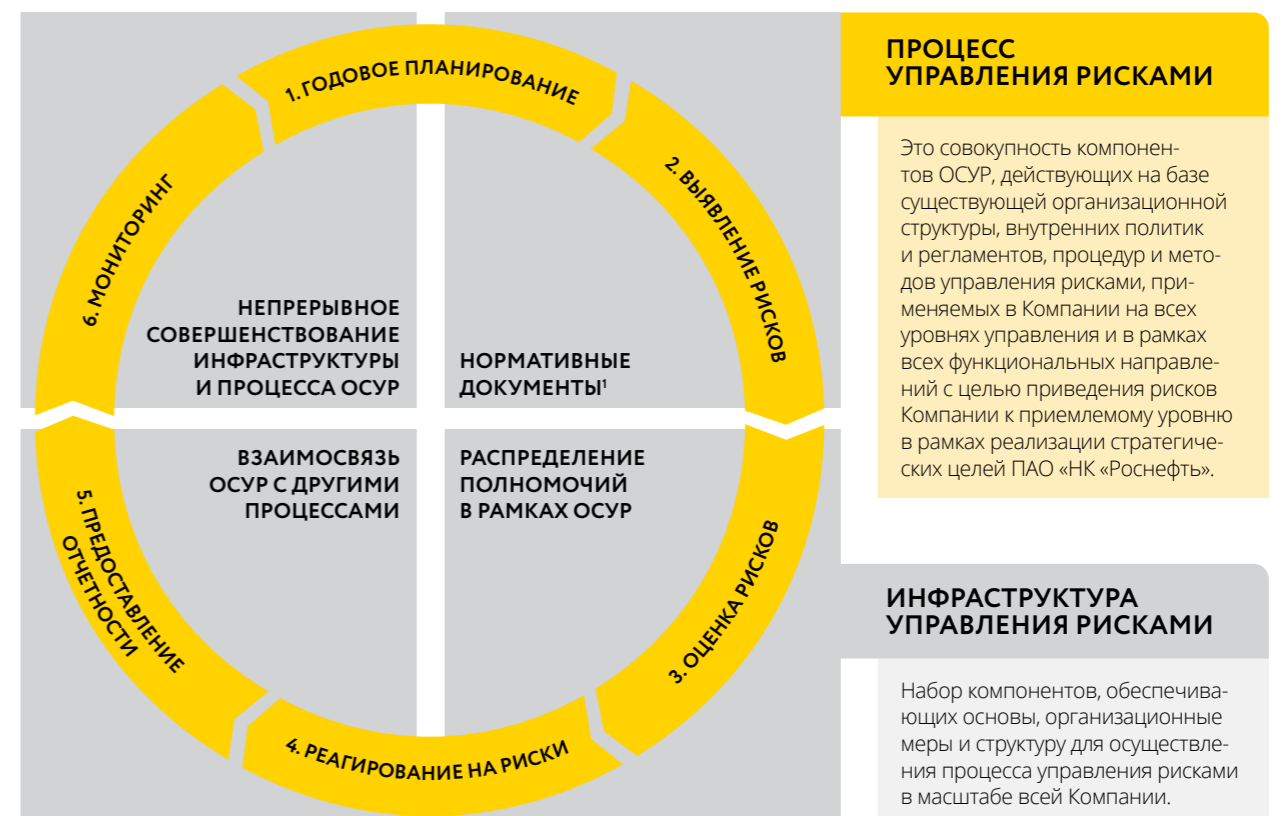 1. ГОДОВОЕ ПЛАНИРОВАНИЕ
2. ВЫЯВЛЕНИЕ РИСКОВ
3. ОЦЕНКА РИСКОВ
4. РЕАГИРОВАНИЕ НА РИСКИ
5. ПРЕДОСТАВЛЕНИЕ
ОТЧЕТНОСТИ
6. МОНИТОРИНГ
НЕПРЕРЫВНОЕ
СОВЕРШЕНСТВОВАНИЕ
ИНФРАСТРУКТУРЫ
И ПРОЦЕССА ОСУР
НОРМАТИВНЫЕ
ДОКУМЕНТЫ¹
ВЗАИМОСВЯЗЬ
ОСУР С ДРУГИМИ
ПРОЦЕССАМИ
РАСПРЕДЕЛЕНИЕ
ПОЛНОМОЧИЙ
В РАМКАХ ОСУР
ПРОЦЕСС
УПРАВЛЕНИЯ РИСКАМИ
Это совокупность компонен-
тов ОСУР, действующих на базе
существующей организационной
структуры, внутренних политик
и регламентов, процедур и мето-
дов управления рисками, при-
меняемых в Компании на всех
уровнях управления и в рамках
всех функциональных направле-
ний с целью приведения рисков
Компании к приемлемому уровню
в рамках реализации стратегиче-
ских целей ПАО «НК «Роснефть».
ИНФРАСТРУКТУРА
УПРАВЛЕНИЯ РИСКАМИ
Набор компонентов, обеспечива-
ющих основы, организационные
меры и структуру для осуществле-
ния процесса управления рисками
в масштабе всей Компании.